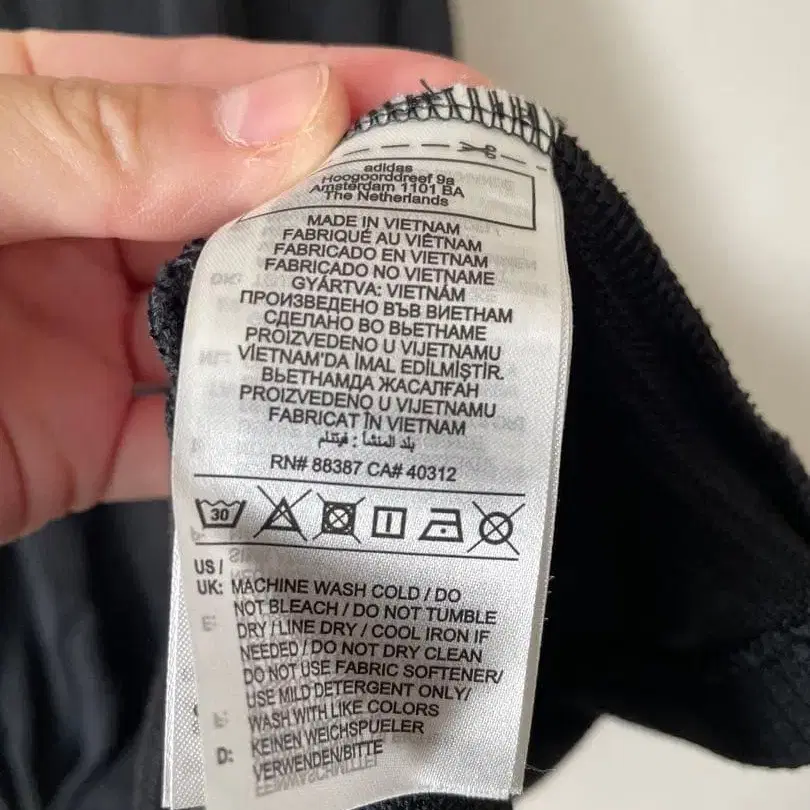 adidas
Hoogoorddreef 9a
Amsterdam 1101 BA
The Netherlands
MADE IN VIETNAM
FABRIQUÉ AU VIÊTNAM
FABRICADO EN VIETNAM
FABRICADO NO VIETNAME
GYÁRTVA: VIETNÁM
ПРОИЗВЕДЕНО ВЪВ ВИЕТНАМ
СДЕЛАНО ВО ВЬЕТНАМЕ
PROIZVEDENO U VIJETNAMU
VİETNAM'DA İMAL EDİLMİŞTİR.
ВЬЕТНАМДА ЖАСАЛҒАН
PROIZVEDENO U VIJETNAMU
FABRICAT ÎN VIETNAM
بلد المنشأ : فيتنام
RN# 88387 CA# 40312
30
US /
UK: MACHINE WASH COLD / DO
NOT BLEACH / DO NOT TUMBLE
DRY / LINE DRY / COOL IRON IF
NEEDED / DO NOT DRY CLEAN
DO NOT USE FABRIC SOFTENER/
USE MILD DETERGENT ONLY/
WASH WITH LIKE COLORS
D: KEINEN WEICHSPUELER
VERWENDEN/BITTE